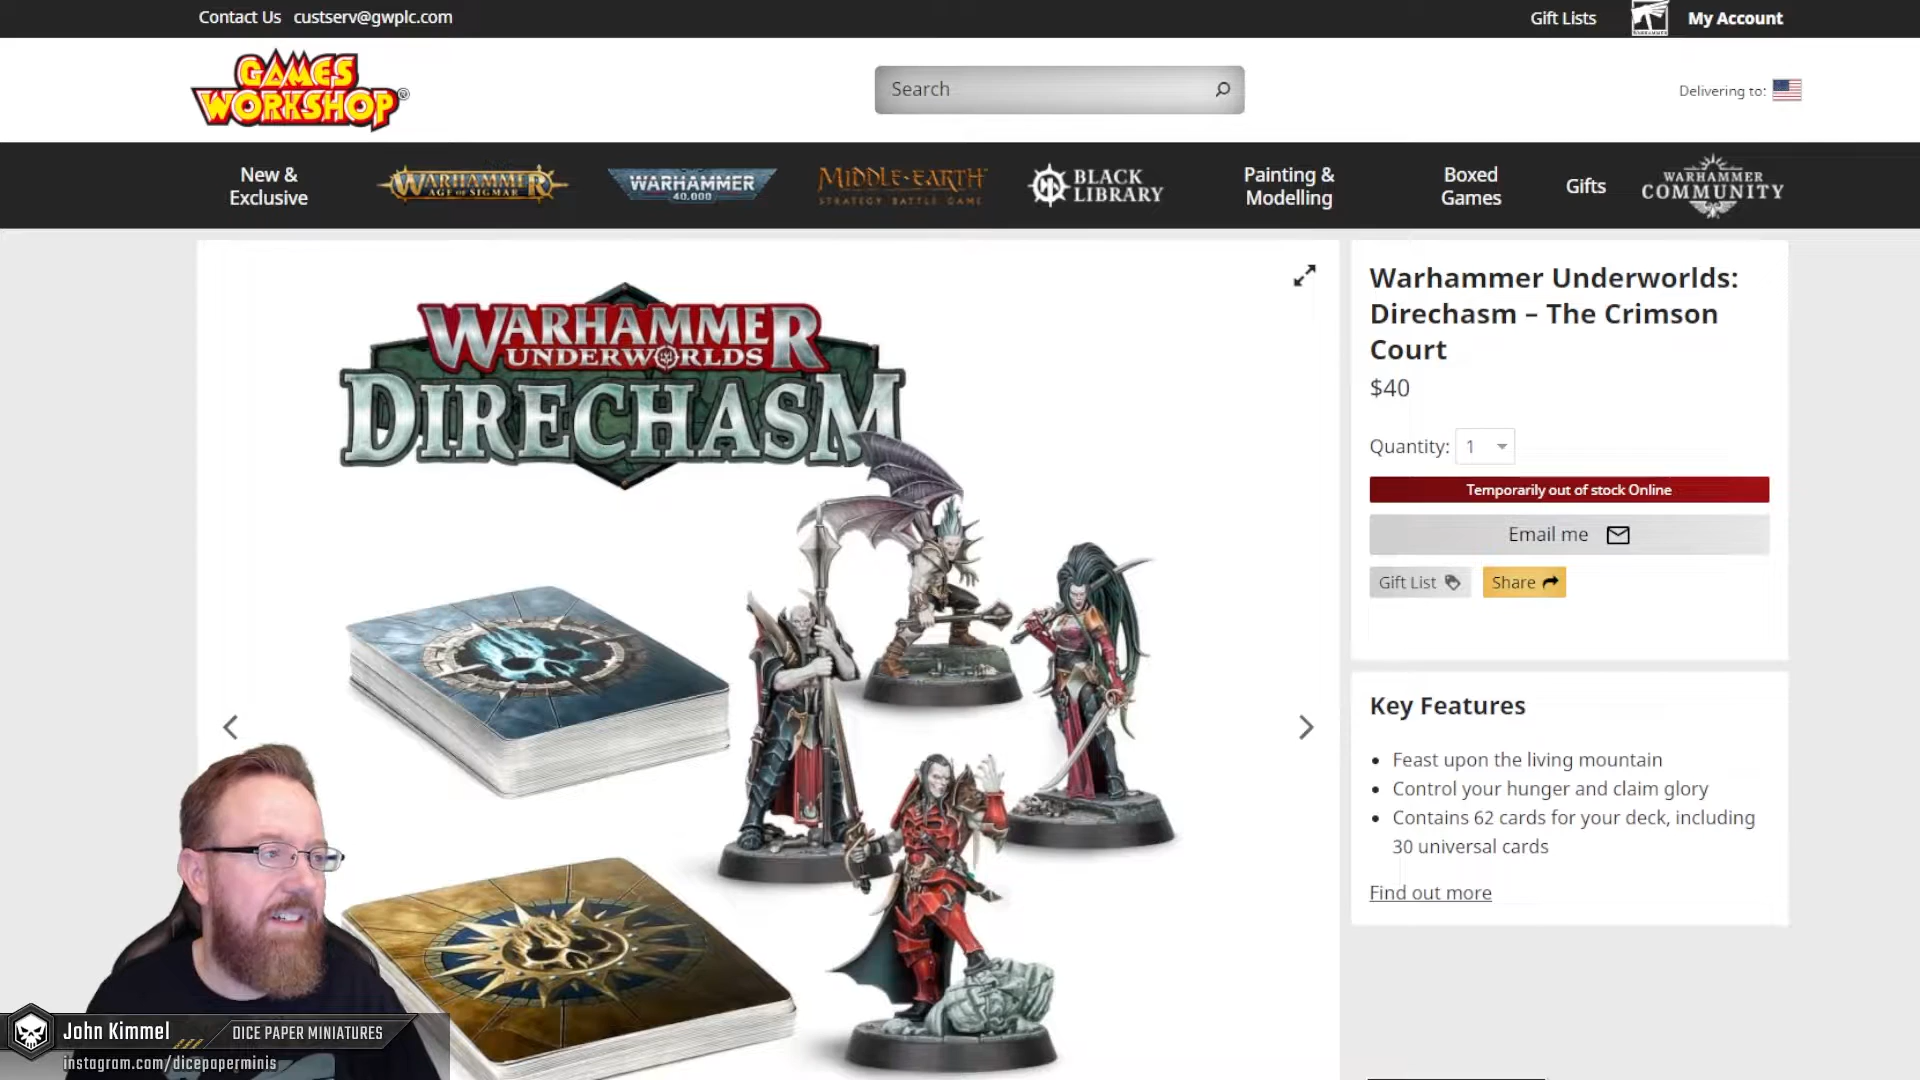 Contact Us custserv@gwplc.com
Gift Lists
My Account
GAMES
WORKSHOP
Search
Delivering to:
New &
Exclusive
WARHAMMER
AGE OF SIGMAR
WARHAMMER
40,000
MIDDLE-EARTH
STRATEGY BATTLE GAME
BLACK
LIBRARY
Painting &
Modelling
Boxed
Games
Gifts
WARHAMMER
COMMUNITY
WARHAMMER
UNDERWORLDS
DIRECHASM
Warhammer Underworlds:
Direchasm – The Crimson
Court
$40
Quantity: 1
Temporarily out of stock Online
Email me
Gift List
Share
Key Features
• Feast upon the living mountain
• Control your hunger and claim glory
• Contains 62 cards for your deck, including
30 universal cards
Find out more
John Kimmel
DICE PAPER MINIATURES
instagram.com/dicepaperminis